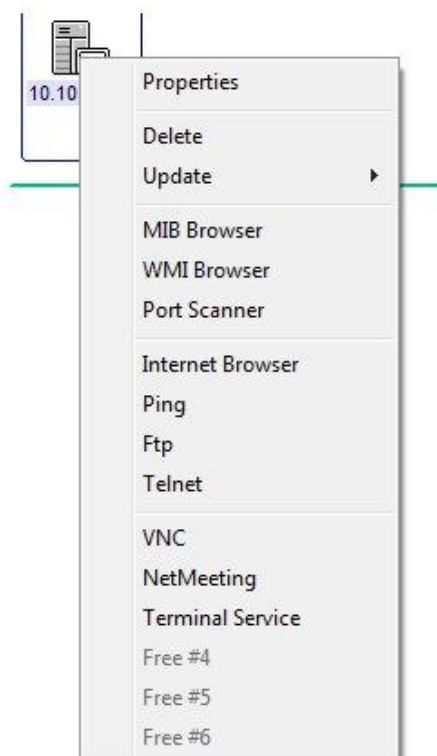 10.10
Properties
Delete
Update
MIB Browser
WMI Browser
Port Scanner
Internet Browser
Ping
Ftp
Telnet
VNC
NetMeeting
Terminal Service
Free #4
Free #5
Free #6